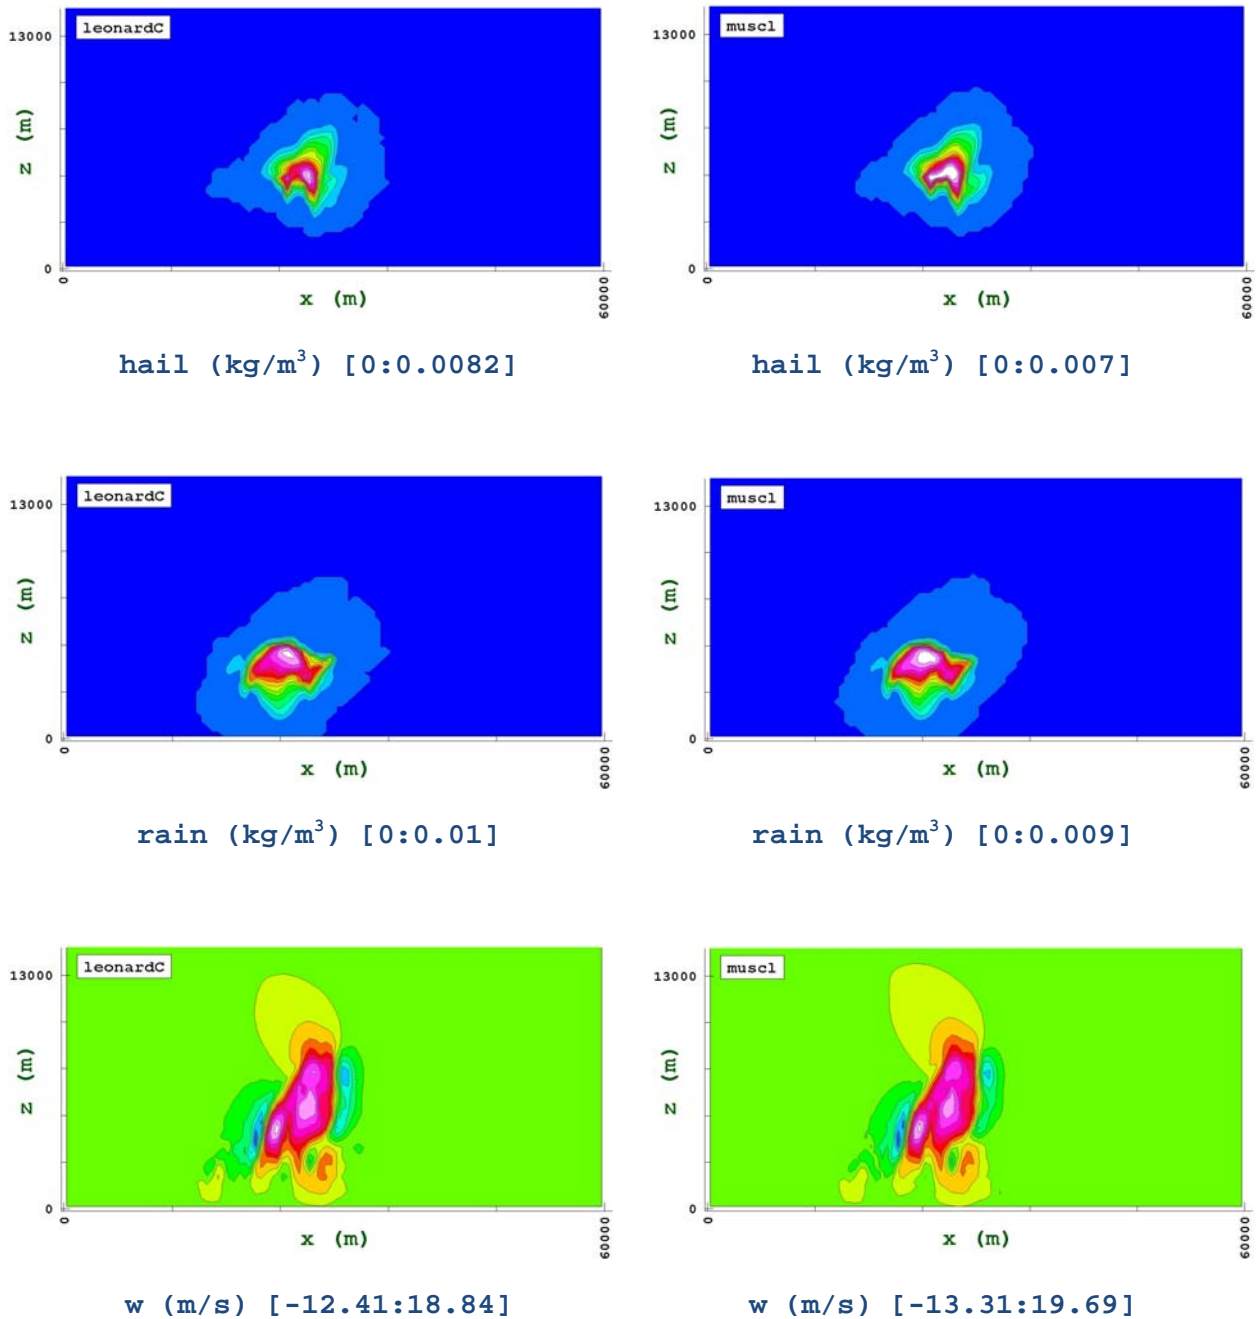 leonardC
13000
z (m)
0
0
60000
x (m)
hail (kg/m³) [0:0.0082]
muscl
13000
z (m)
0
0
60000
x (m)
hail (kg/m³) [0:0.007]
leonardC
13000
z (m)
0
0
60000
x (m)
rain (kg/m³) [0:0.01]
muscl
13000
z (m)
0
0
60000
x (m)
rain (kg/m³) [0:0.009]
leonardC
13000
z (m)
0
0
60000
x (m)
w (m/s) [-12.41:18.84]
muscl
13000
z (m)
0
0
60000
x (m)
w (m/s) [-13.31:19.69]